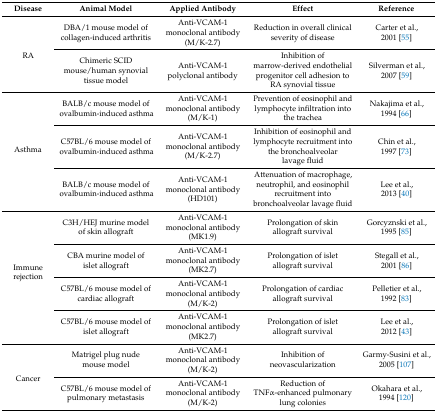 Disease Animal Model Applied Antibody Effect Reference
RA
DBA/1 mouse model of
collagen-induced arthritis
Anti-VCAM-1
monoclonal antibody
(M/K-2.7)
Reduction in overall clinical
severity of disease
Carter et al.,
2001 [55]
Chimeric SCID
mouse/human synovial
tissue model
Anti-VCAM-1
polyclonal antibody
Inhibition of
marrow-derived endothelial
progenitor cell adhesion to
RA synovial tissue
Silverman et al.,
2007 [59]
Asthma
BALB/c mouse model of
ovalbumin-induced asthma
Anti-VCAM-1
monoclonal antibody
(M/K-1)
Prevention of eosinophil and
lymphocyte infiltration into
the trachea
Nakajima et al.,
1994 [66]
C57BL/6 mouse model of
ovalbumin-induced asthma
Anti-VCAM-1
monoclonal antibody
(M/K-2.7)
Inhibition of eosinophil and
lymphocyte recruitment into
the bronchoalveolar
lavage fluid
Chin et al.,
1997 [73]
BALB/c mouse model of
ovalbumin-induced asthma
Anti-VCAM-1
monoclonal antibody
(HD101)
Attenuation of macrophage,
neutrophil, and eosinophil
recruitment into
bronchoalveolar lavage fluid
Lee et al.,
2013 [40]
Immune
rejection
C3H/HEJ murine model
of skin allograft
Anti-VCAM-1
monoclonal antibody
(MK1.9)
Prolongation of skin
allograft survival
Gorcyznski et al.,
1995 [85]
CBA murine model of
islet allograft
Anti-VCAM-1
monoclonal antibody
(MK2.7)
Prolongation of islet
allograft survival
Stegall et al.,
2001 [86]
C57BL/6 mouse model of
cardiac allograft
Anti-VCAM-1
monoclonal antibody
(M/K-2)
Prolongation of cardiac
allograft survival
Pelletier et al.,
1992 [83]
C57BL/6 mouse model of
islet allograft
Anti-VCAM-1
monoclonal antibody
(MK2.7)
Prolongation of islet
allograft survival
Lee et al.,
2012 [43]
Cancer
Matrigel plug nude
mouse model
Anti-VCAM-1
monoclonal antibody
(M/K-2)
Inhibition of
neovascularization
Garmy-Susini et al.,
2005 [107]
C57BL/6 mouse model of
pulmonary metastasis
Anti-VCAM-1
monoclonal antibody
(M/K-2)
Reduction of
TNFα-enhanced pulmonary
lung colonies
Okahara et al.,
1994 [120]